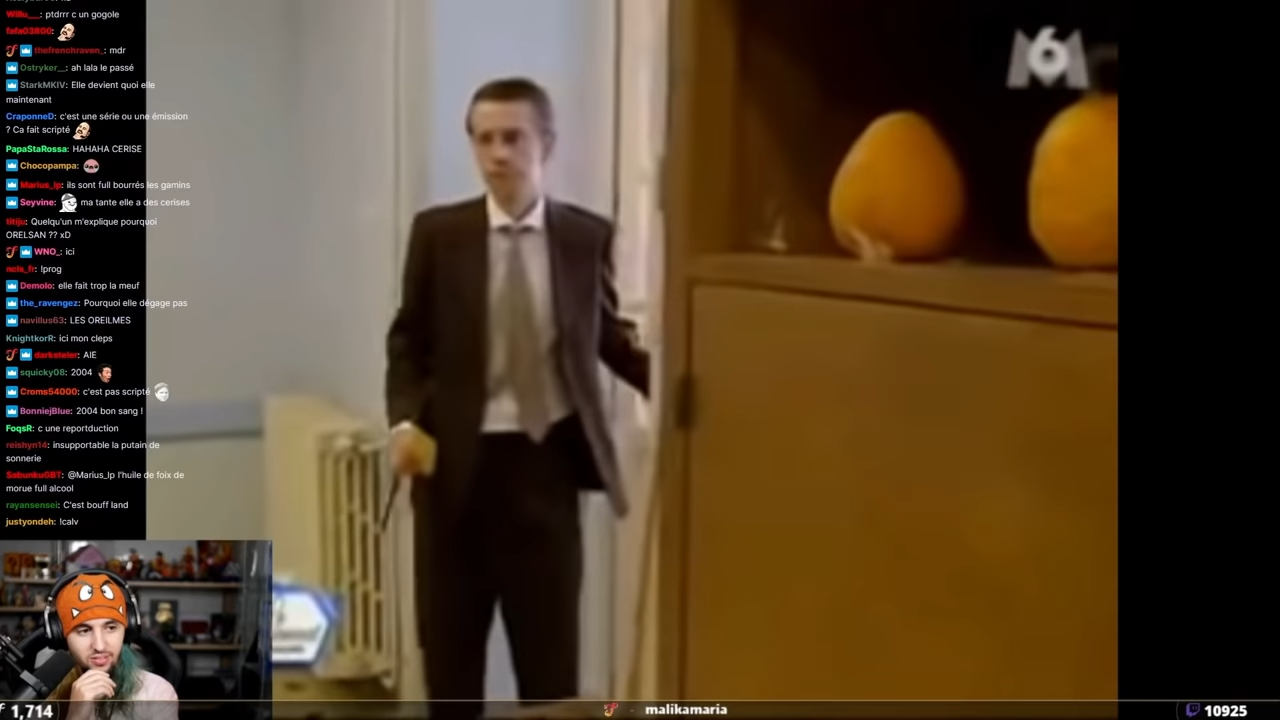 Willu___: ptdrrr c un gogole
fafa03800:
thefrenchraven_: mdr
Ostryker__: ah lala le passé
StarkMKIV: Elle devient quoi elle
maintenant
CraponneD: c'est une série ou une émission
? Ca fait scripté
PapaStaRossa: HAHAHA CERISE
Chocopampa:
Marius_lp: ils sont full bourrés les gamins
Seyvine: ma tante elle a des cerises
titiju: Quelqu'un m'explique pourquoi
ORELSAN ?? xD
WNO_: ici
ncis_fr: !prog
Demolo: elle fait trop la meuf
the_ravengez: Pourquoi elle dégage pas
navillus63: LES OREILMES
KnightkorR: ici mon cleps
darksteler: AIE
squicky08: 2004
Croms54000: c'est pas scripté
BonniejBlue: 2004 bon sang !
FoqsR: c une reportduction
reishyn14: insupportable la putain de
sonnerie
SabunkuGBT: @Marius_lp l'huile de foix de
morue full alcool
rayansensei: C'est bouff land
justyondeh: !calv
M6
1,714
malikamaria
10925